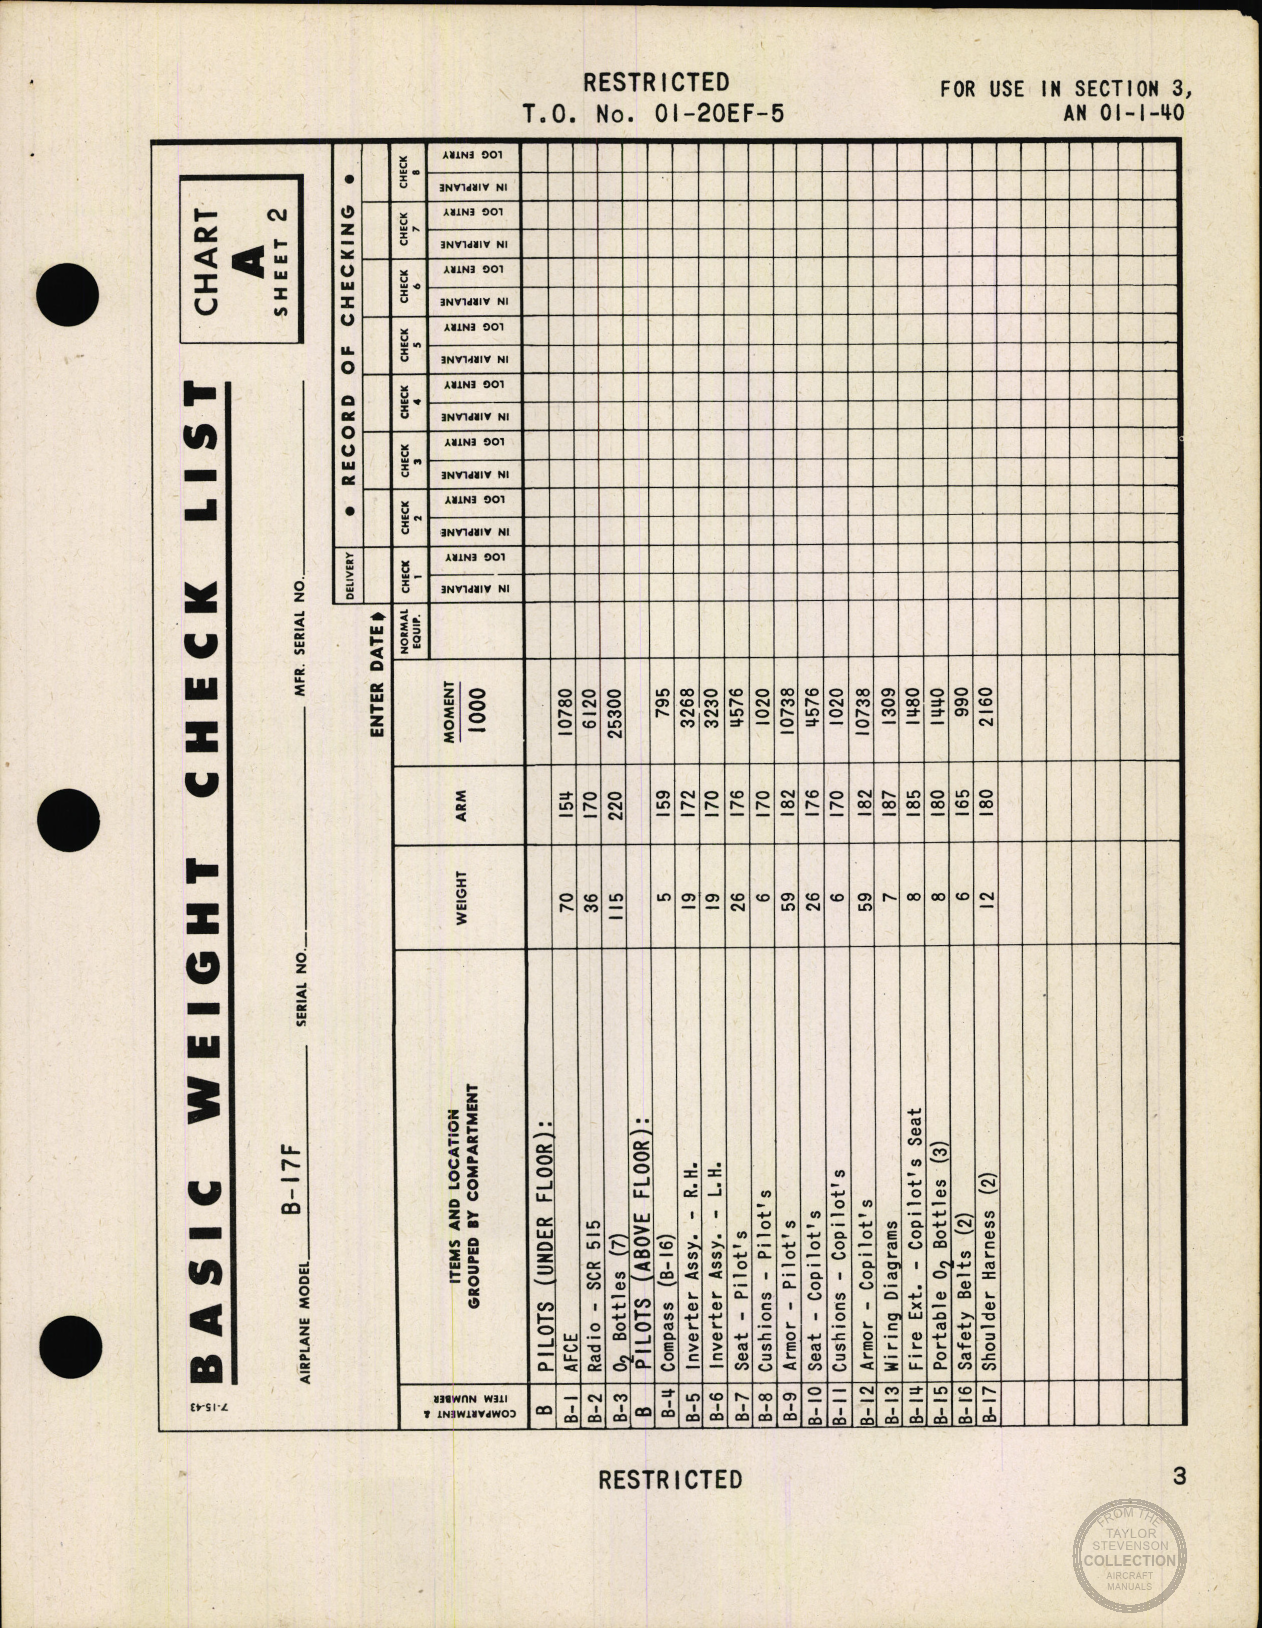 RESTRICTED
T.O. No. 01-20EF-5
FOR USE IN SECTION 3,
AN 01-1-40
7-15-43
BASIC WEIGHT CHECK LIST
CHART
A
SHEET 2
AIRPLANE MODEL B-17F SERIAL NO. MFR. SERIAL NO.
DELIVERY • RECORD OF CHECKING •
ENTER DATE
COMPARTMENT & ITEM NUMBER
ITEMS AND LOCATION
GROUPED BY COMPARTMENT
WEIGHT
ARM
MOMENT
1000
NORMAL EQUIP.
CHECK 1 CHECK 2 CHECK 3 CHECK 4 CHECK 5 CHECK 6 CHECK 7 CHECK 8
IN AIRPLANE LOG ENTRY IN AIRPLANE LOG ENTRY IN AIRPLANE LOG ENTRY IN AIRPLANE LOG ENTRY IN AIRPLANE LOG ENTRY IN AIRPLANE LOG ENTRY IN AIRPLANE LOG ENTRY IN AIRPLANE LOG ENTRY
B PILOTS (UNDER FLOOR):
B-1 AFCE 70 154 10780
B-2 Radio - SCR 515 36 170 6120
B-3 O2 Bottles (7) 115 220 25300
B PILOTS (ABOVE FLOOR):
B-4 Compass (B-16) 5 159 795
B-5 Inverter Assy. - R.H. 19 172 3268
B-6 Inverter Assy. - L.H. 19 170 3230
B-7 Seat - Pilot's 26 176 4576
B-8 Cushions - Pilot's 6 170 1020
B-9 Armor - Pilot's 59 182 10738
B-10 Seat - Copilot's 26 176 4576
B-11 Cushions - Copilot's 6 170 1020
B-12 Armor - Copilot's 59 182 10738
B-13 Wiring Diagrams 7 187 1309
B-14 Fire Ext. - Copilot's Seat 8 185 1480
B-15 Portable O2 Bottles (3) 8 180 1440
B-16 Safety Belts (2) 6 165 990
B-17 Shoulder Harness (2) 12 180 2160
RESTRICTED
3
FROM THE
TAYLOR
STEVENSON
COLLECTION
AIRCRAFT
MANUALS